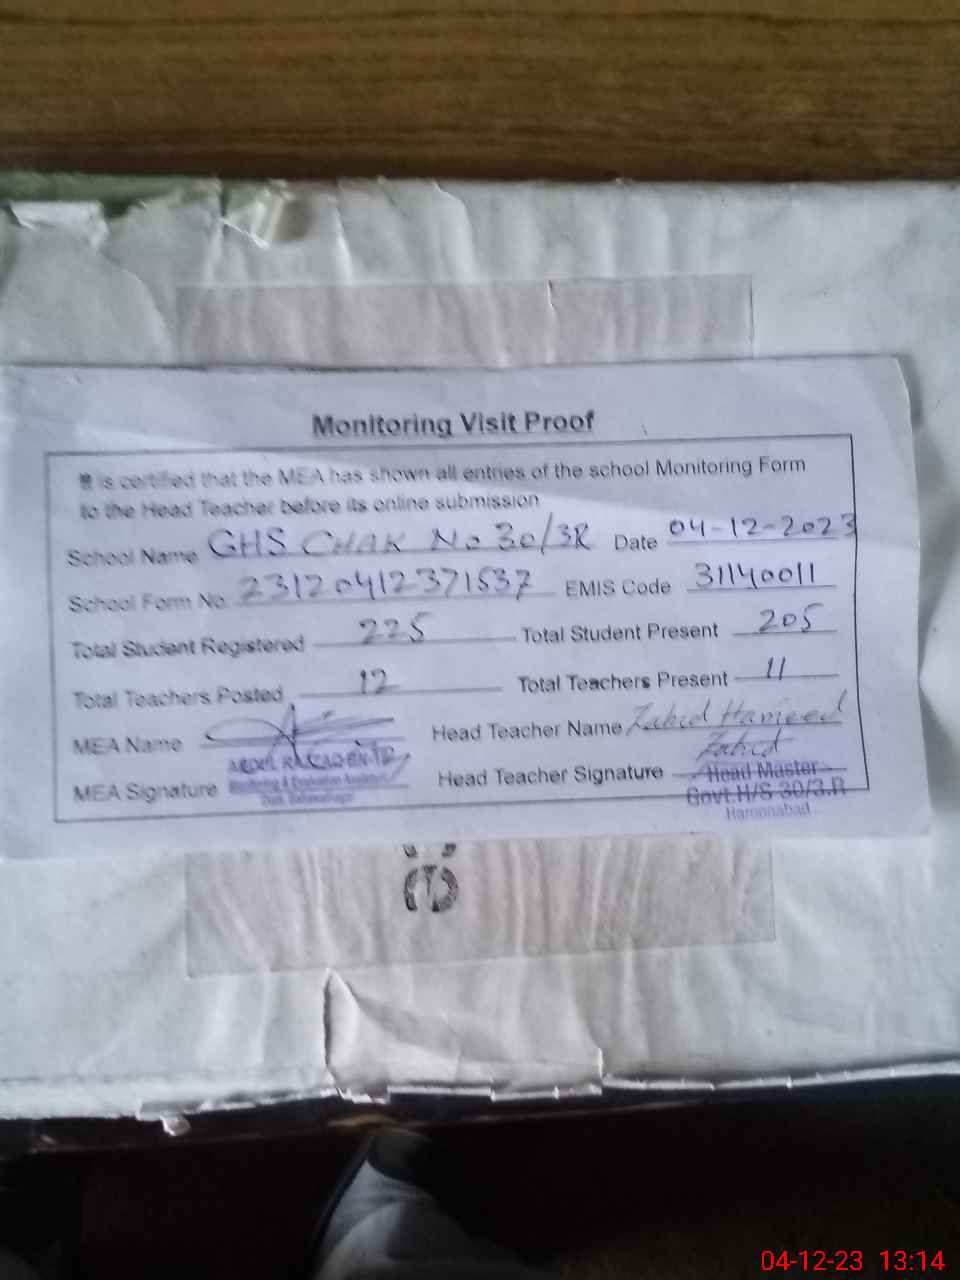 Monitoring Visit Proof
It is certified that the MEA has shown all entries of the school Monitoring Form
to the Head Teacher before its online submission
School Name GHS CHAK No 30/3R Date 04-12-2023
School Form No. 23120412371537 EMIS Code 31140011
Total Student Registered 225 Total Student Present 205
Total Teachers Posted 12 Total Teachers Present 11
MEA Name Head Teacher Name Zahid Hameed
Zahid
MEA Signature Head Teacher Signature Head Master
Monitoring & Evaluation Assistant Govt.H/S 30/3.R
Distt. Bahawalnagar Haroonabad
04-12-23 13:14